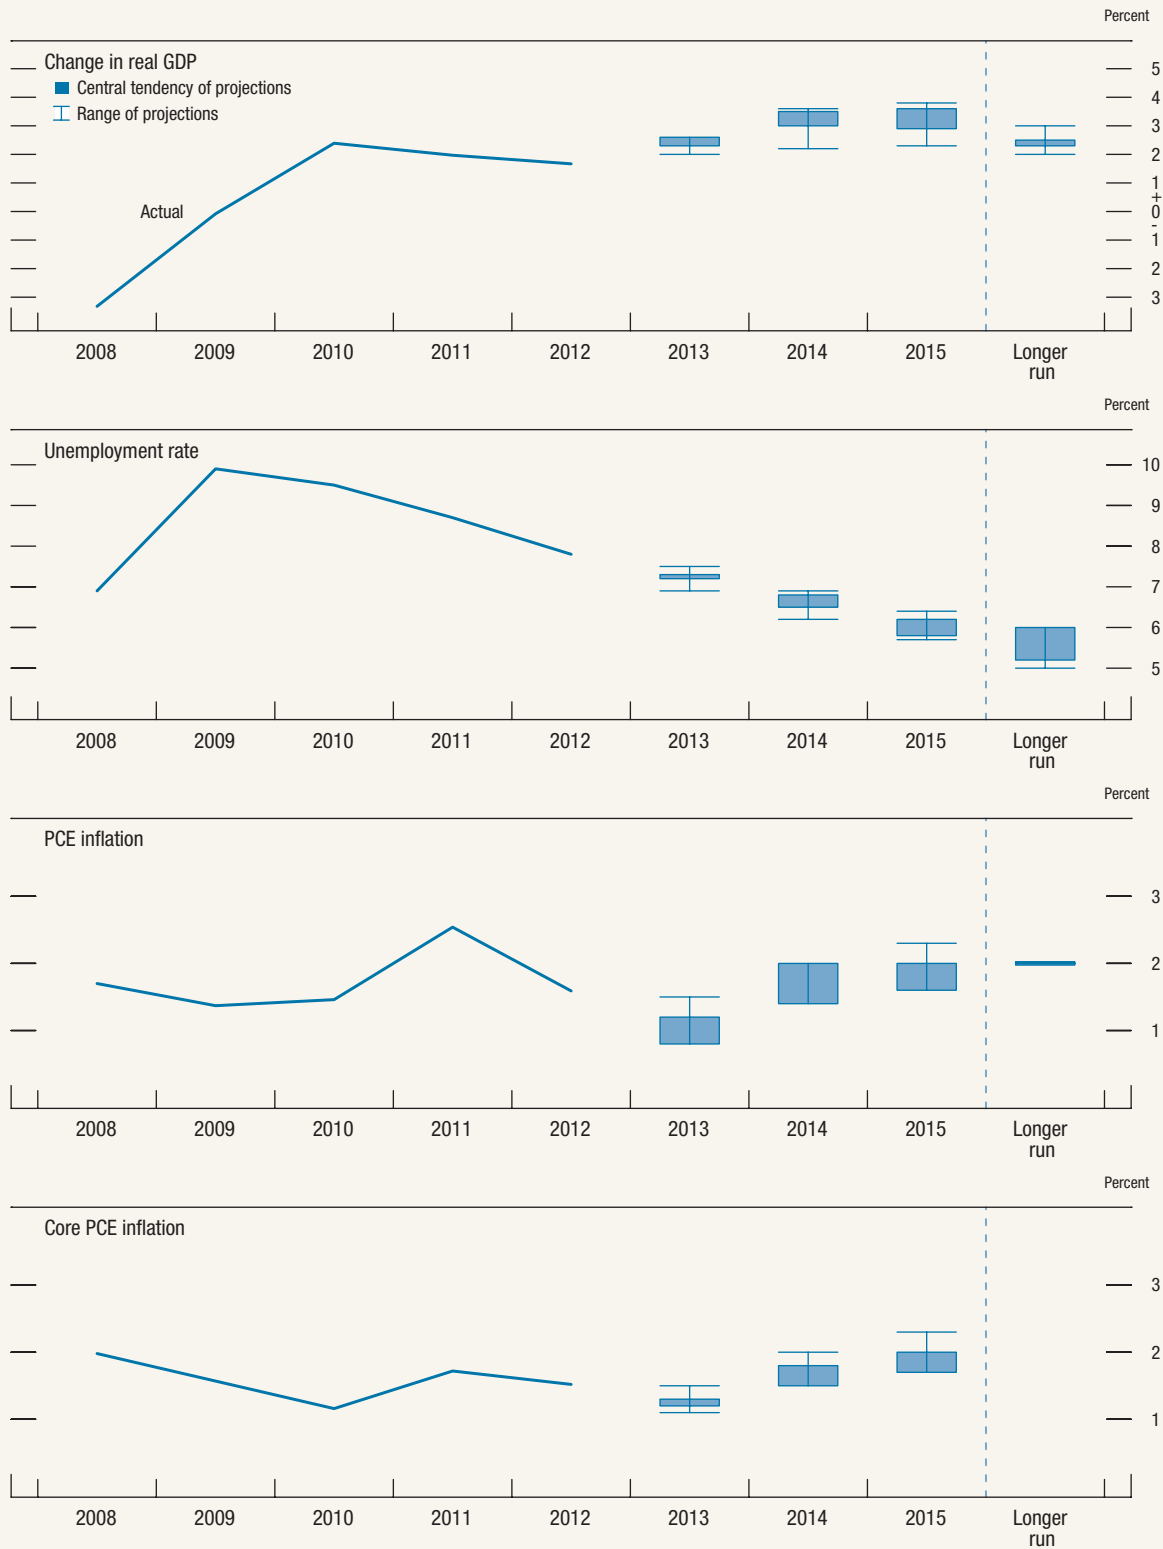 Percent
Change in real GDP
Central tendency of projections
Range of projections
Actual
5
4
3
2
1
+
0
-
1
2
3
2008 2009 2010 2011 2012 2013 2014 2015 Longer
run
Percent
Unemployment rate
10
9
8
7
6
5
2008 2009 2010 2011 2012 2013 2014 2015 Longer
run
Percent
PCE inflation
3
2
1
2008 2009 2010 2011 2012 2013 2014 2015 Longer
run
Percent
Core PCE inflation
3
2
1
2008 2009 2010 2011 2012 2013 2014 2015 Longer
run